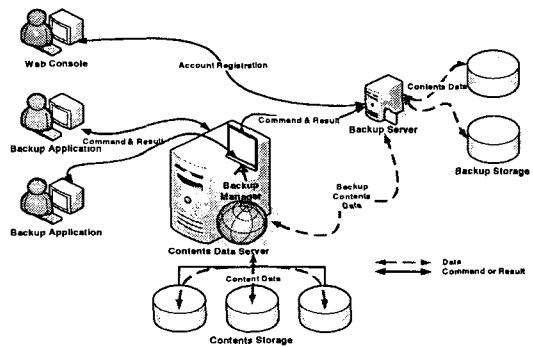 Web Console
Account Registration
Contents Data
Backup Application
Command & Result
Command & Result
Backup Server
Backup Storage
Backup
Manager
Backup
Contents
Data
Backup Application
Contents Data Server
Data
Command or Result
Content Data
Contents Storage